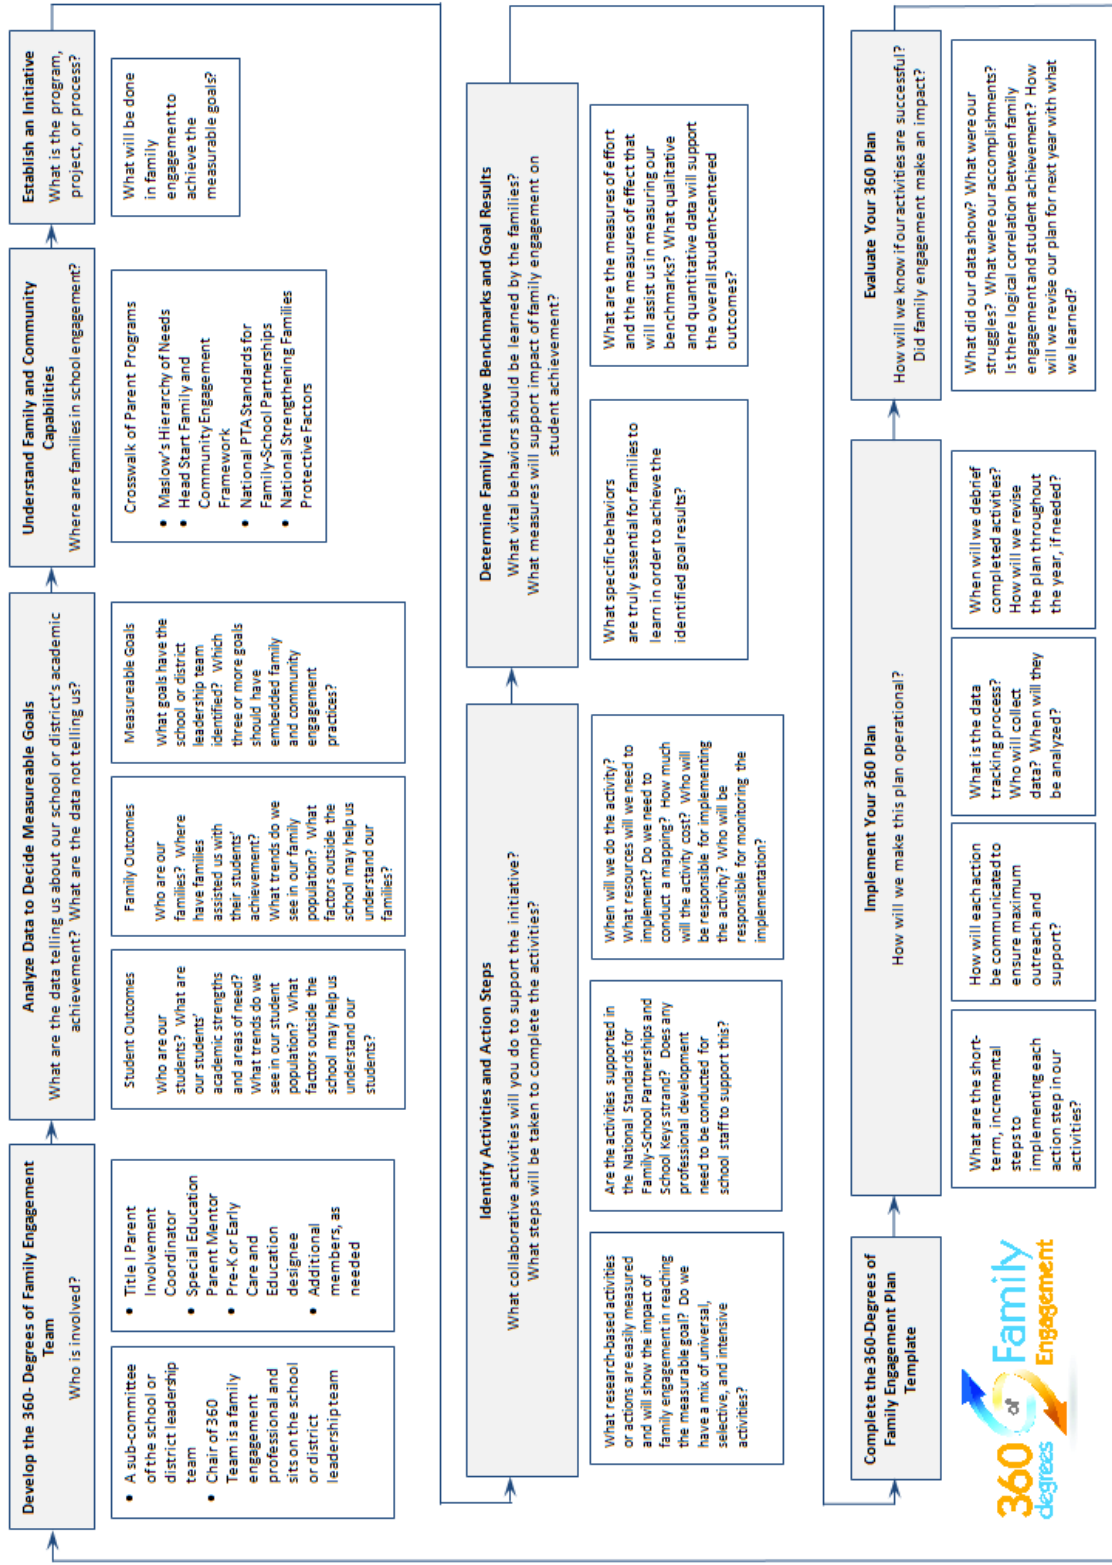 Develop the 360- Degrees of Family Engagement
Team
Who is involved?
• A sub-committee
of the school or
district leadership
team
• Chair of 360
Team is a family
engagement
professional and
sits on the school
or district
leadership team
• Title I Parent
Involvement
Coordinator
• Special Education
Parent Mentor
• Pre-K or Early
Care and
Education
designee
• Additional
members, as
needed
Analyze Data to Decide Measureable Goals
What are the data telling us about our school or district's academic
achievement? What are the data not telling us?
Student Outcomes
Who are our
students? What are
our students'
academic strengths
and areas of need?
What trends do we
see in our student
population? What
factors outside the
school may help us
understand our
students?
Family Outcomes
Who are our
families? Where
have families
assisted us with
their students'
achievement?
What trends do we
see in our family
population? What
factors outside the
school may help us
understand our
families?
Measureable Goals
What goals have the
school or district
leadership team
identified? Which
three or more goals
should have
embedded family
and community
engagement
practices?
Understand Family and Community
Capabilities
Where are families in school engagement?
Crosswalk of Parent Programs
• Maslow's Hierarchy of Needs
• Head Start Family and
Community Engagement
Framework
• National PTA Standards for
Family-School Partnerships
• National Strengthening Families
Protective Factors
Establish an Initiative
What is the program,
project, or process?
What will be done
in family
engagement to
achieve the
measurable goals?
Identify Activities and Action Steps
What collaborative activities will you do to support the initiative?
What steps will be taken to complete the activities?
What research-based activities
or actions are easily measured
and will show the impact of
family engagement in reaching
the measurable goal? Do we
have a mix of universal,
selective, and intensive
activities?
Are the activities supported in
the National Standards for
Family-School Partnerships and
School Keys strand? Does any
professional development
need to be conducted for
school staff to support this?
When will we do the activity?
What resources will we need to
implement? Do we need to
conduct a mapping? How much
will the activity cost? Who will
be responsible for implementing
the activity? Who will be
responsible for monitoring the
implementation?
Determine Family Initiative Benchmarks and Goal Results
What vital behaviors should be learned by the families?
What measures will support impact of family engagement on
student achievement?
What specific behaviors
are truly essential for families to
learn in order to achieve the
identified goal results?
What are the measures of effort
and the measures of effect that
will assist us in measuring our
benchmarks? What qualitative
and quantitative data will support
the overall student-centered
outcomes?
Complete the 360-Degrees of
Family Engagement Plan
Template
360
degrees
of
Family
Engagement
Implement Your 360 Plan
How will we make this plan operational?
What are the short-
term, incremental
steps to
implementing each
action step in our
activities?
How will each action
be communicated to
ensure maximum
outreach and
support?
What is the data
tracking process?
Who will collect
data? When will they
be analyzed?
When will we debrief
completed activities?
How will we revise
the plan throughout
the year, if needed?
Evaluate Your 360 Plan
How will we know if our activities are successful?
Did family engagement make an impact?
What did our data show? What were our
struggles? What were our accomplishments?
Is there logical correlation between family
engagement and student achievement? How
will we revise our plan for next year with what
we learned?